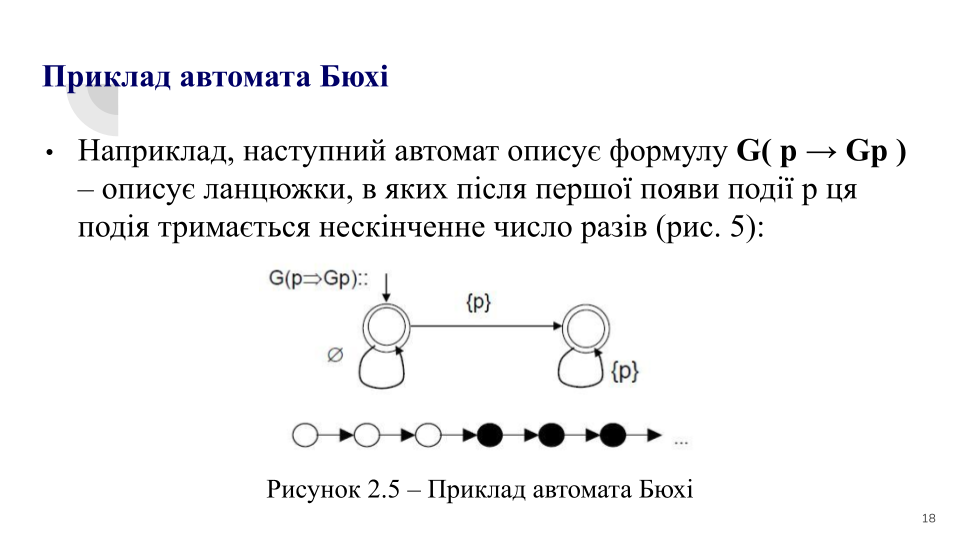 Приклад автомата Бюхі
• Наприклад, наступний автомат описує формулу G( p → Gp )
– описує ланцюжки, в яких після першої появи події p ця
подія тримається нескінченне число разів (рис. 5):
G(p⇒Gp)::
{p}
∅
{p}
...
Рисунок 2.5 – Приклад автомата Бюхі
18